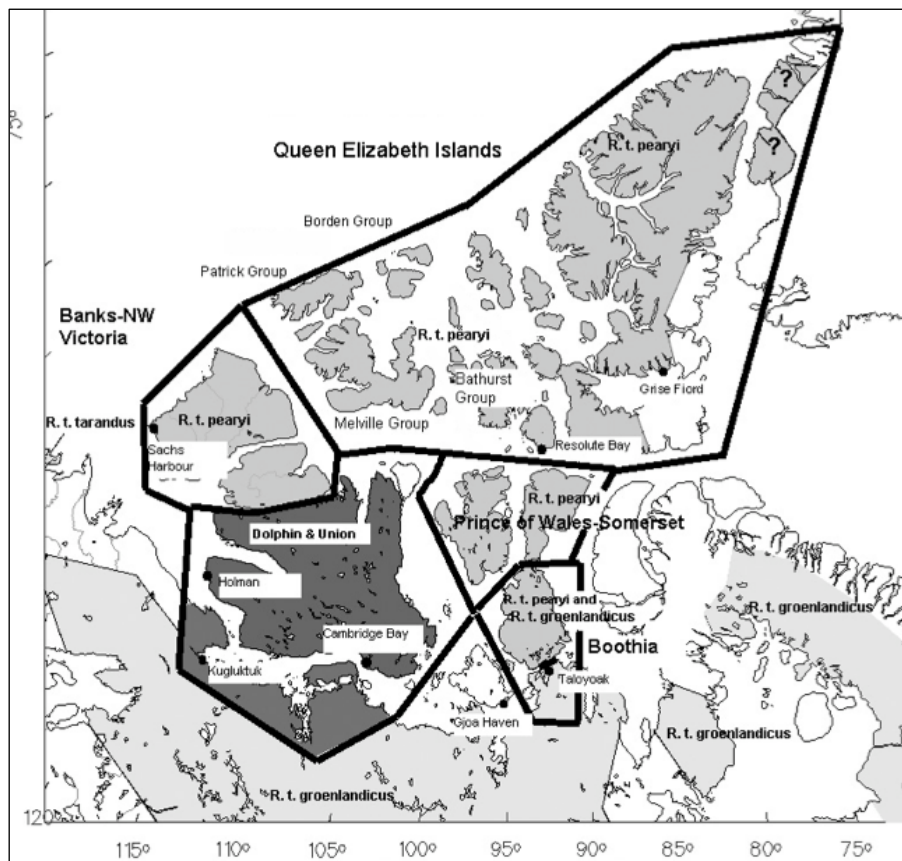 75°
?
R. t. pearyi
?
Queen Elizabeth Islands
Borden Group
Patrick Group
Banks-NW
Victoria
R. t. pearyi
Bathurst
Group
Grise Fiord
Melville Group
R. t. tarandus
R. t. pearyi
Sachs
Harbour
Resolute Bay
R. t. pearyi
Prince of Wales-Somerset
Dolphin & Union
Holman
R. t. pearyi and
R. t. groenlandicus
R. t. groenlandicus
Boothia
Cambridge Bay
Kugluktuk
Taloyoak
Gjoa Haven
R. t. groenlandicus
R. t. groenlandicus
120
115° 110° 105° 100° 95° 90° 85° 80° 75°